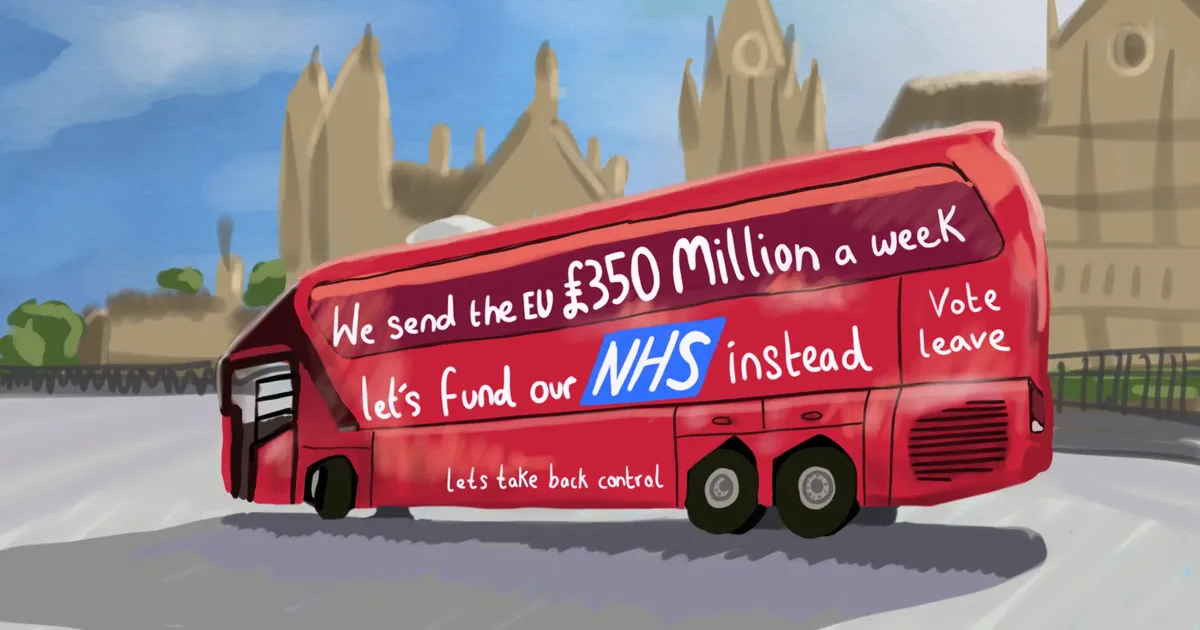 We send the EU £350 Million a week
let's fund our NHS instead
Vote
leave
lets take back control